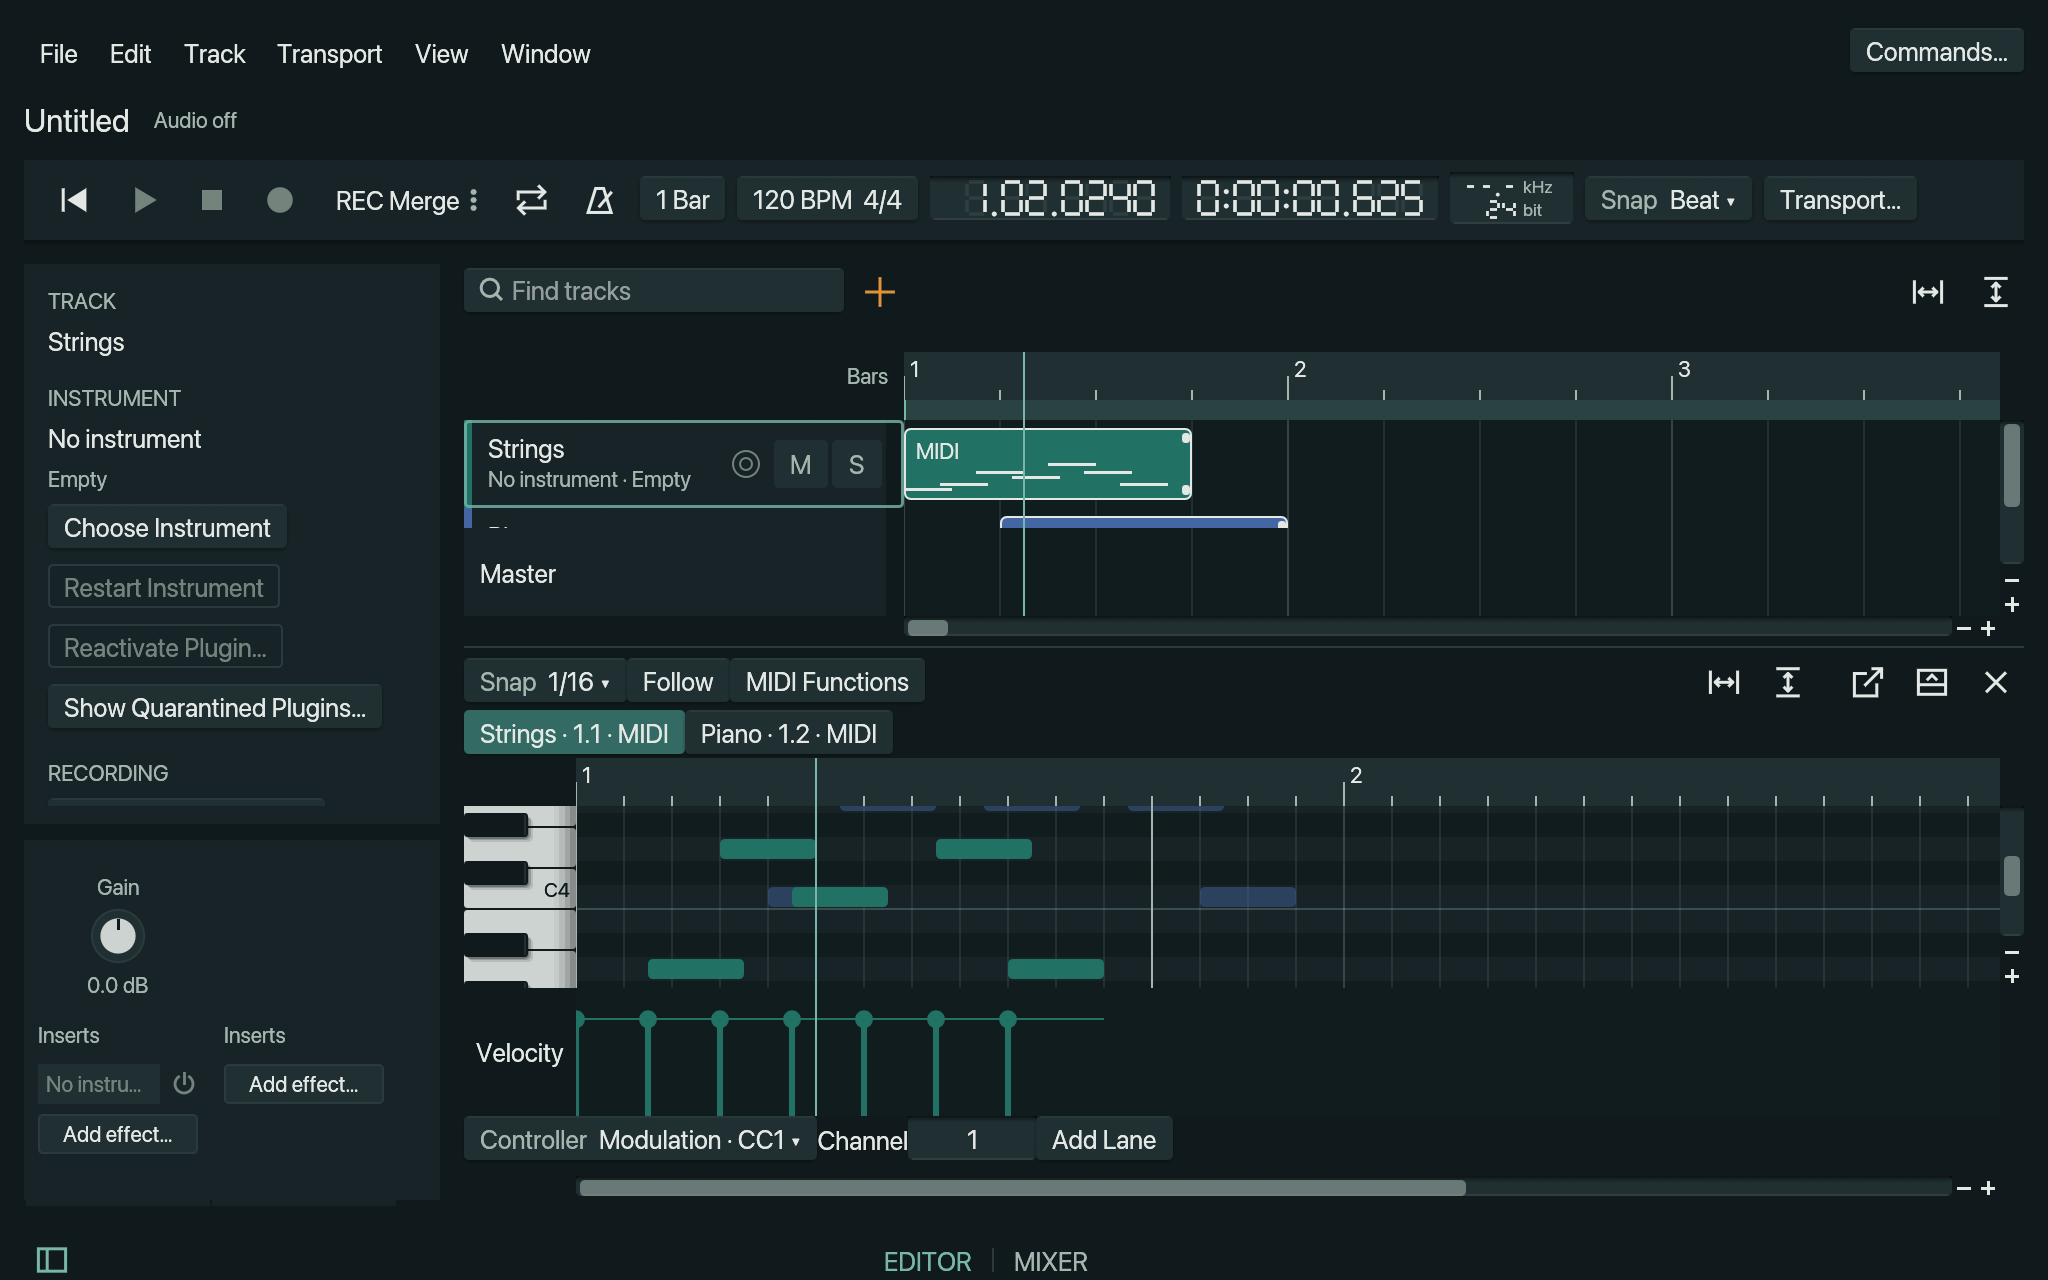 File Edit Track Transport View Window Commands...
Untitled Audio off
REC Merge 1 Bar 120 BPM 4/4 1.02.0240 0:00:00.625 --.- kHz bit Snap Beat Transport...
TRACK
Strings
INSTRUMENT
No instrument
Empty
Choose Instrument
Restart Instrument
Reactivate Plugin...
Show Quarantined Plugins...
RECORDING
Gain
0.0 dB
Inserts Inserts
No instru... Add effect...
Add effect...
Find tracks
Bars 1 2 3
Strings
No instrument · Empty
M S
MIDI
Master
Snap 1/16 Follow MIDI Functions
Strings · 1.1 · MIDI Piano · 1.2 · MIDI
1 2
C4
Velocity
Controller Modulation · CC1 Channel 1 Add Lane
EDITOR MIXER